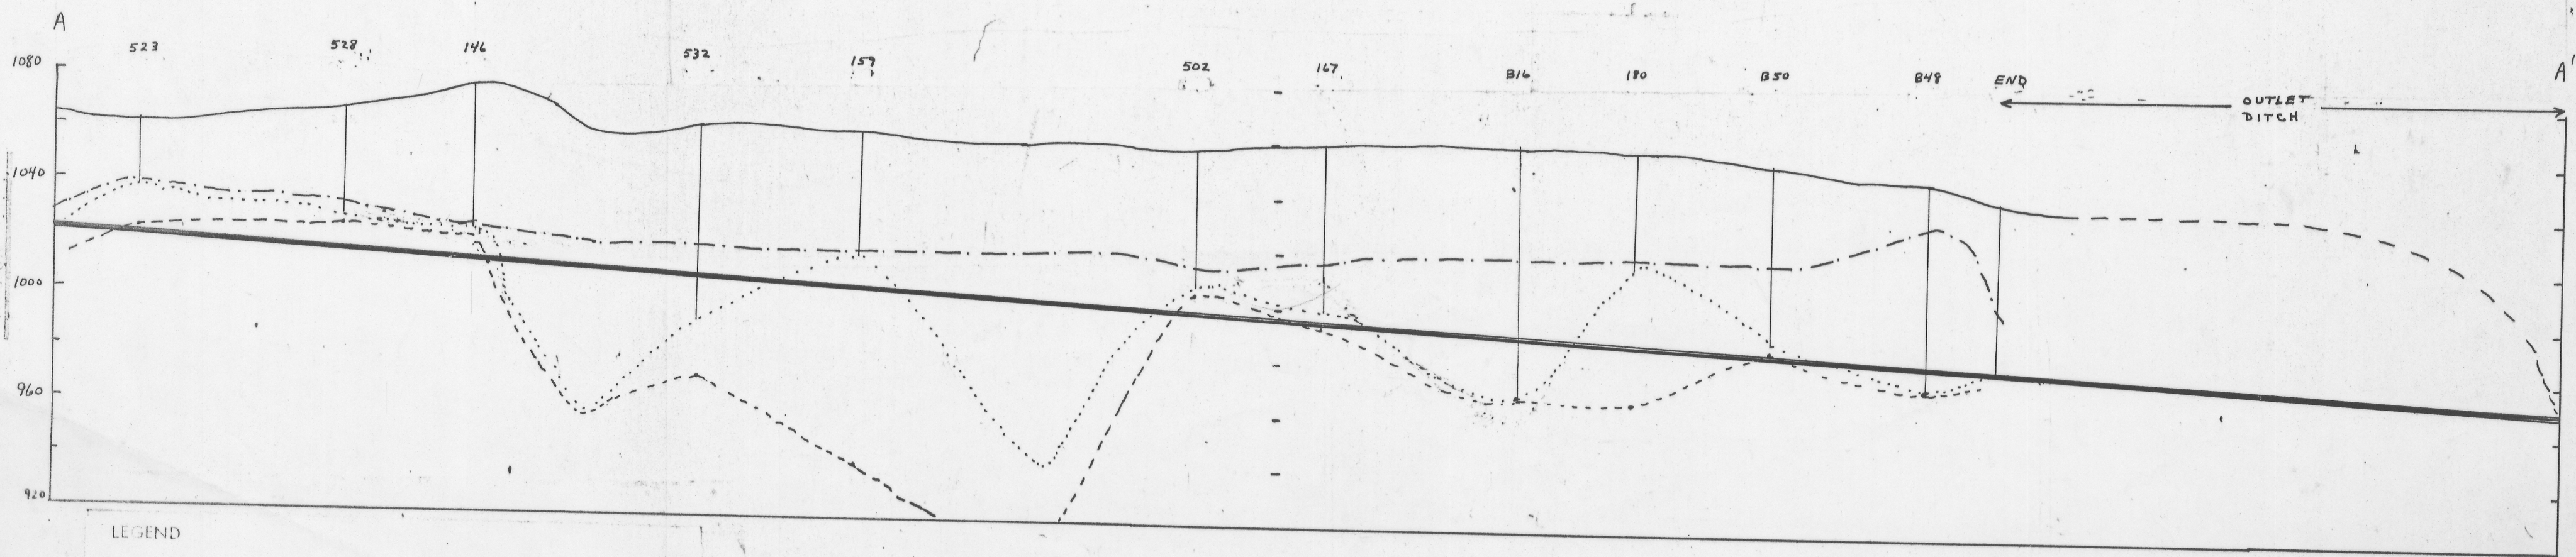 A
523
528
146
532
159
502
167
B16
180
B50
B48
END
A'
OUTLET
DITCH
1080
1040
1000
960
920
LEGEND